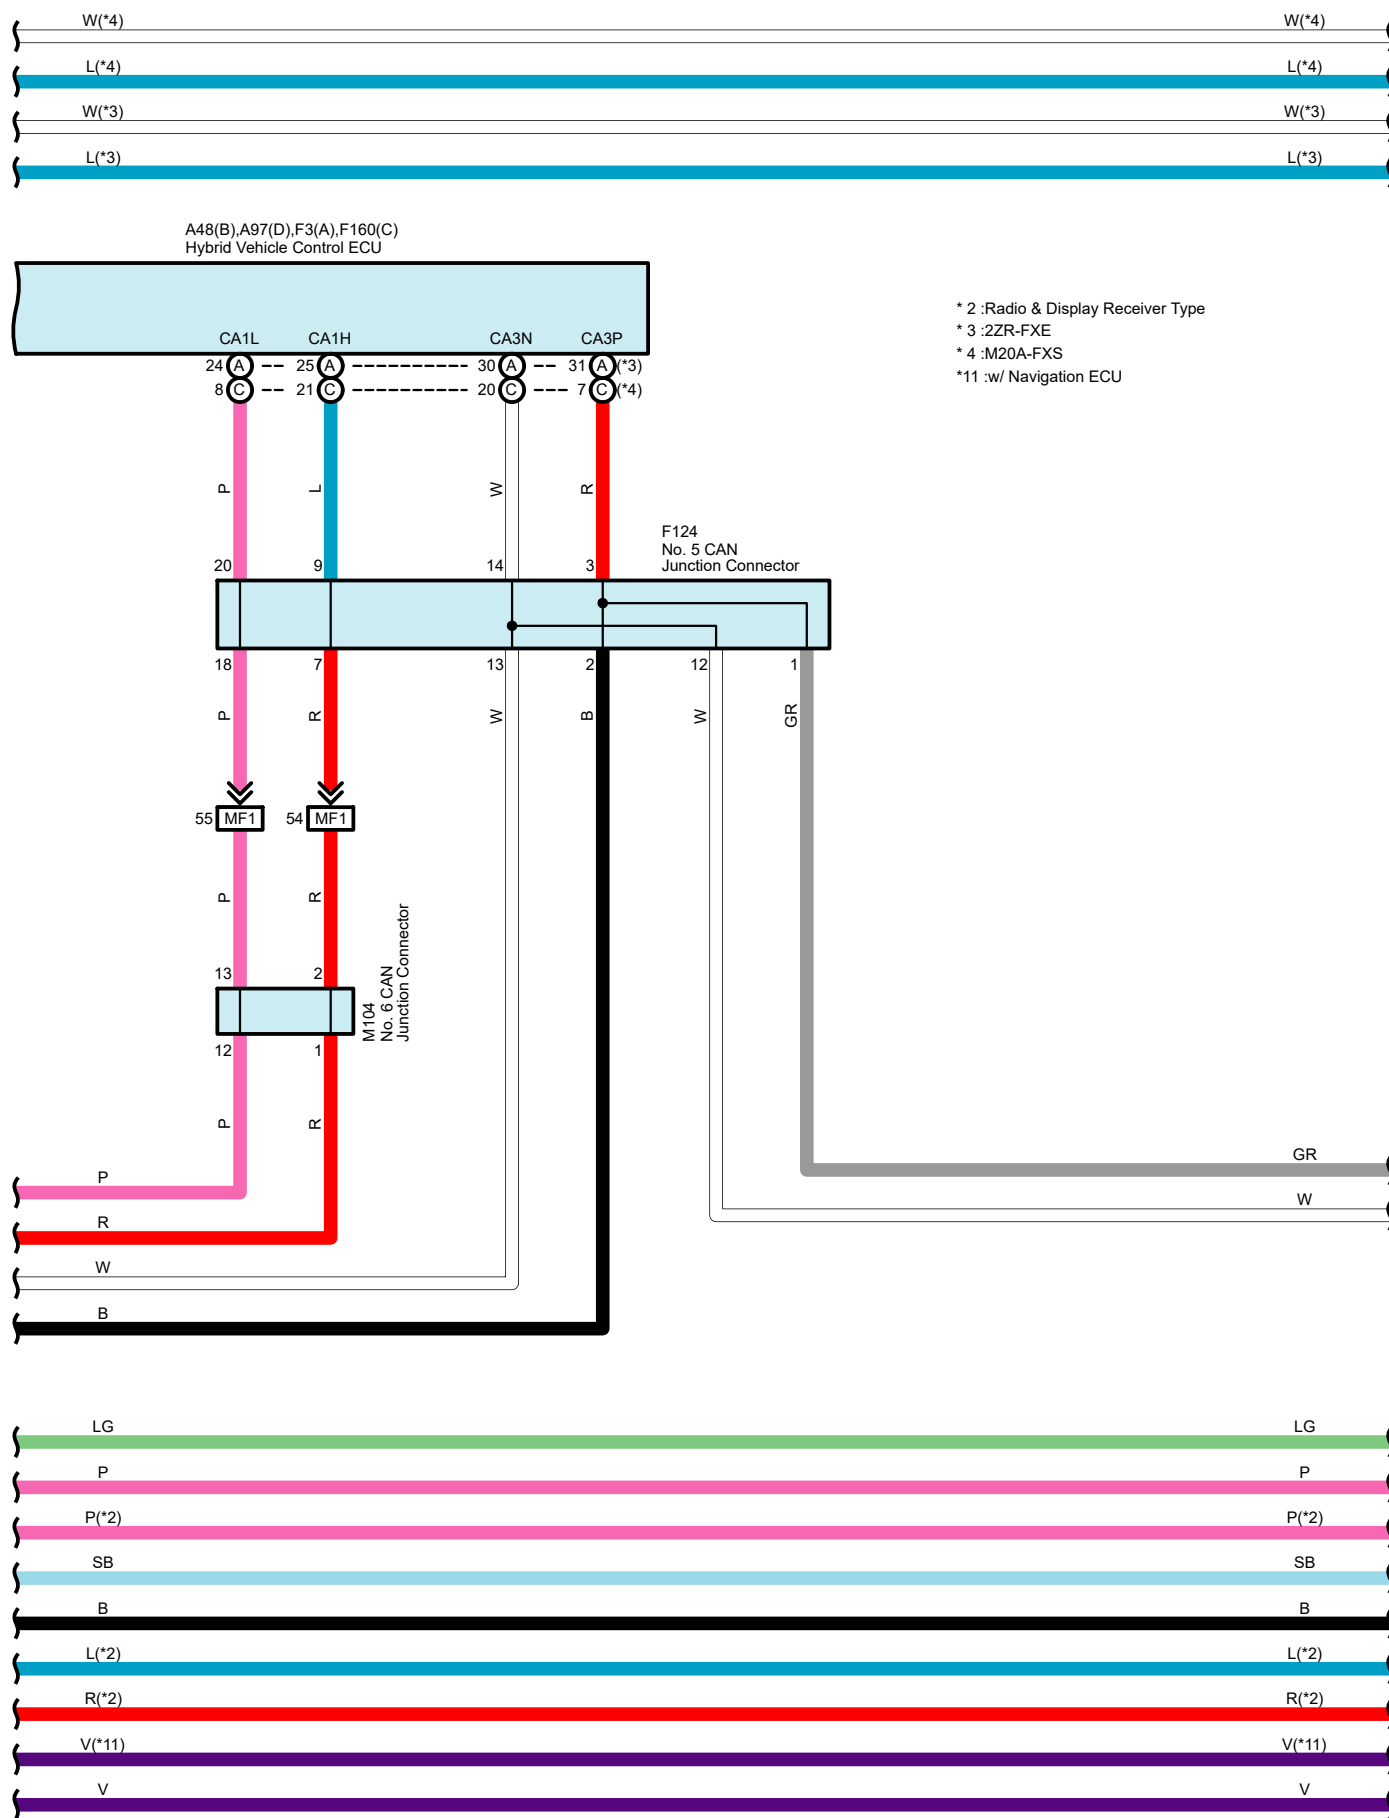 W(*4) W(*4)
L(*4) L(*4)
W(*3) W(*3)
L(*3) L(*3)
A48(B),A97(D),F3(A),F160(C)
Hybrid Vehicle Control ECU
* 2 :Radio & Display Receiver Type
* 3 :2ZR-FXE
* 4 :M20A-FXS
*11 :w/ Navigation ECU
CA1L CA1H CA3N CA3P
24 A 25 A 30 A 31 A (*3)
8 C 21 C 20 C 7 C (*4)
P L W R
F124
No. 5 CAN
Junction Connector
20 9 14 3
18 7 13 2 12 1
P R W B W GR
55 MF1 54 MF1
P R
13 2
M104
No. 6 CAN
Junction Connector
12 1
P R
GR
P
W
R
W
B
LG LG
P P
P(*2) P(*2)
SB SB
B B
L(*2) L(*2)
R(*2) R(*2)
V(*11) V(*11)
V V